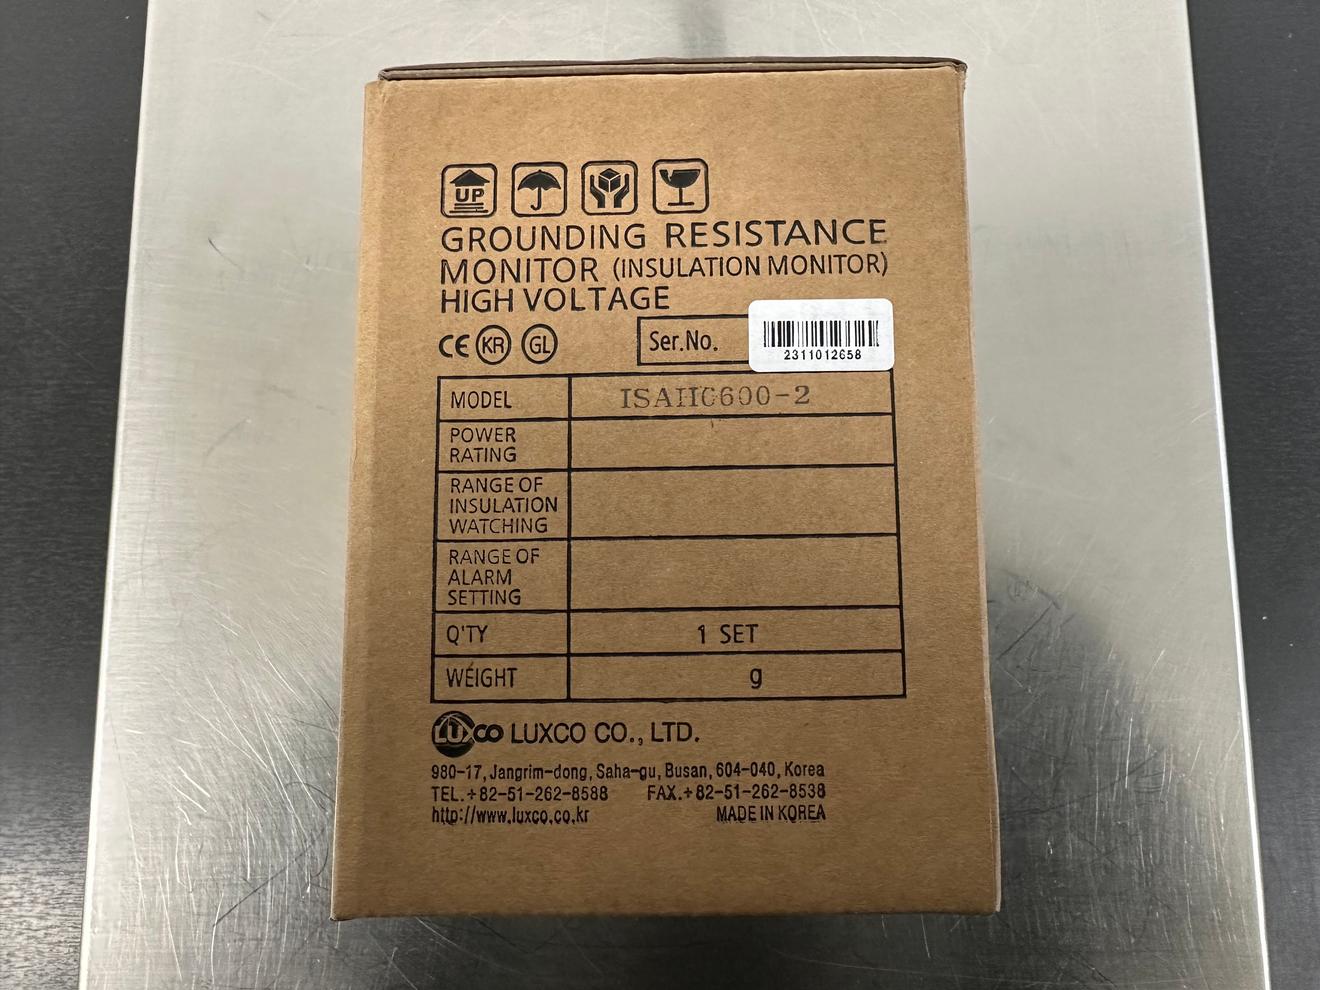 UP
GROUNDING RESISTANCE
MONITOR (INSULATION MONITOR)
HIGH VOLTAGE
CE KR GL
Ser.No.
2311012658
MODEL
ISAHC600-2
POWER
RATING
RANGE OF
INSULATION
WATCHING
RANGE OF
ALARM
SETTING
Q'TY 1 SET
WEIGHT g
LUXCO LUXCO CO., LTD.
980-17, Jangrim-dong, Saha-gu, Busan, 604-040, Korea
TEL.+82-51-262-8588 FAX.+82-51-262-8538
http://www.luxco.co.kr MADE IN KOREA